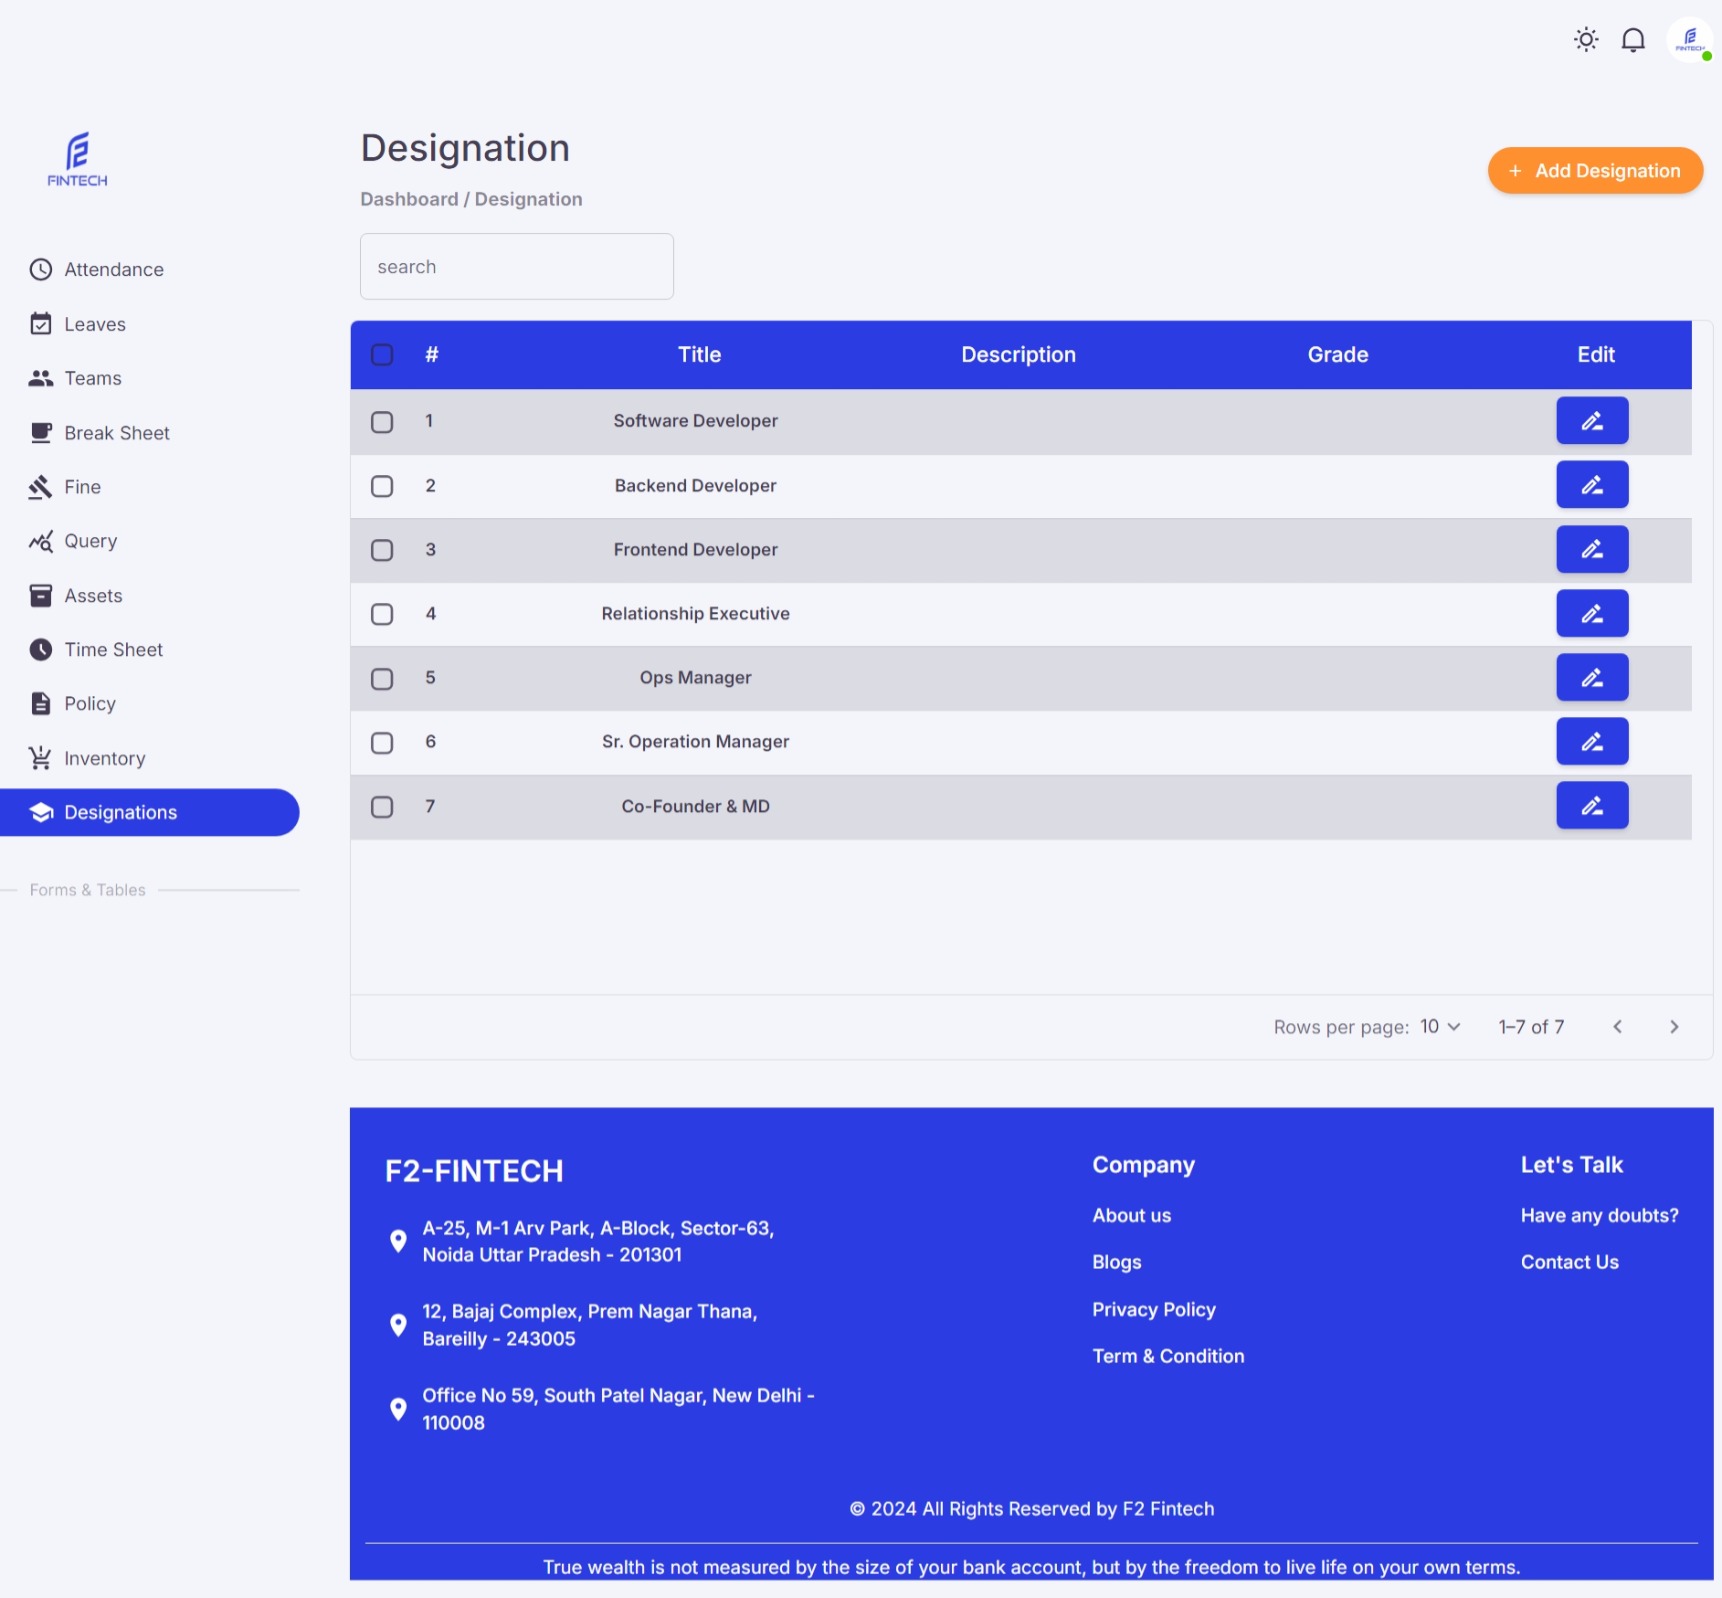 FINTECH
FINTECH
Attendance
Leaves
Teams
Break Sheet
Fine
Query
Assets
Time Sheet
Policy
Inventory
Designations
Forms & Tables
Designation
Dashboard / Designation
+ Add Designation
search
# Title Description Grade Edit
1 Software Developer
2 Backend Developer
3 Frontend Developer
4 Relationship Executive
5 Ops Manager
6 Sr. Operation Manager
7 Co-Founder & MD
Rows per page: 10 1–7 of 7
F2-FINTECH
A-25, M-1 Arv Park, A-Block, Sector-63,
Noida Uttar Pradesh - 201301
12, Bajaj Complex, Prem Nagar Thana,
Bareilly - 243005
Office No 59, South Patel Nagar, New Delhi -
110008
Company
About us
Blogs
Privacy Policy
Term & Condition
Let's Talk
Have any doubts?
Contact Us
© 2024 All Rights Reserved by F2 Fintech
True wealth is not measured by the size of your bank account, but by the freedom to live life on your own terms.